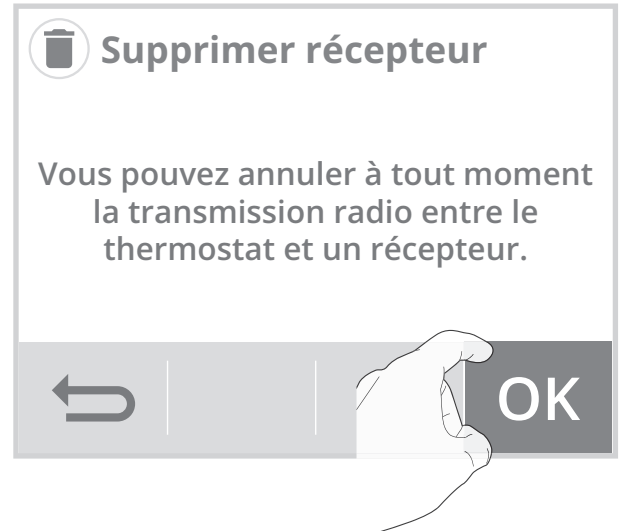 Supprimer récepteur
Vous pouvez annuler à tout moment
la transmission radio entre le
thermostat et un récepteur.
OK